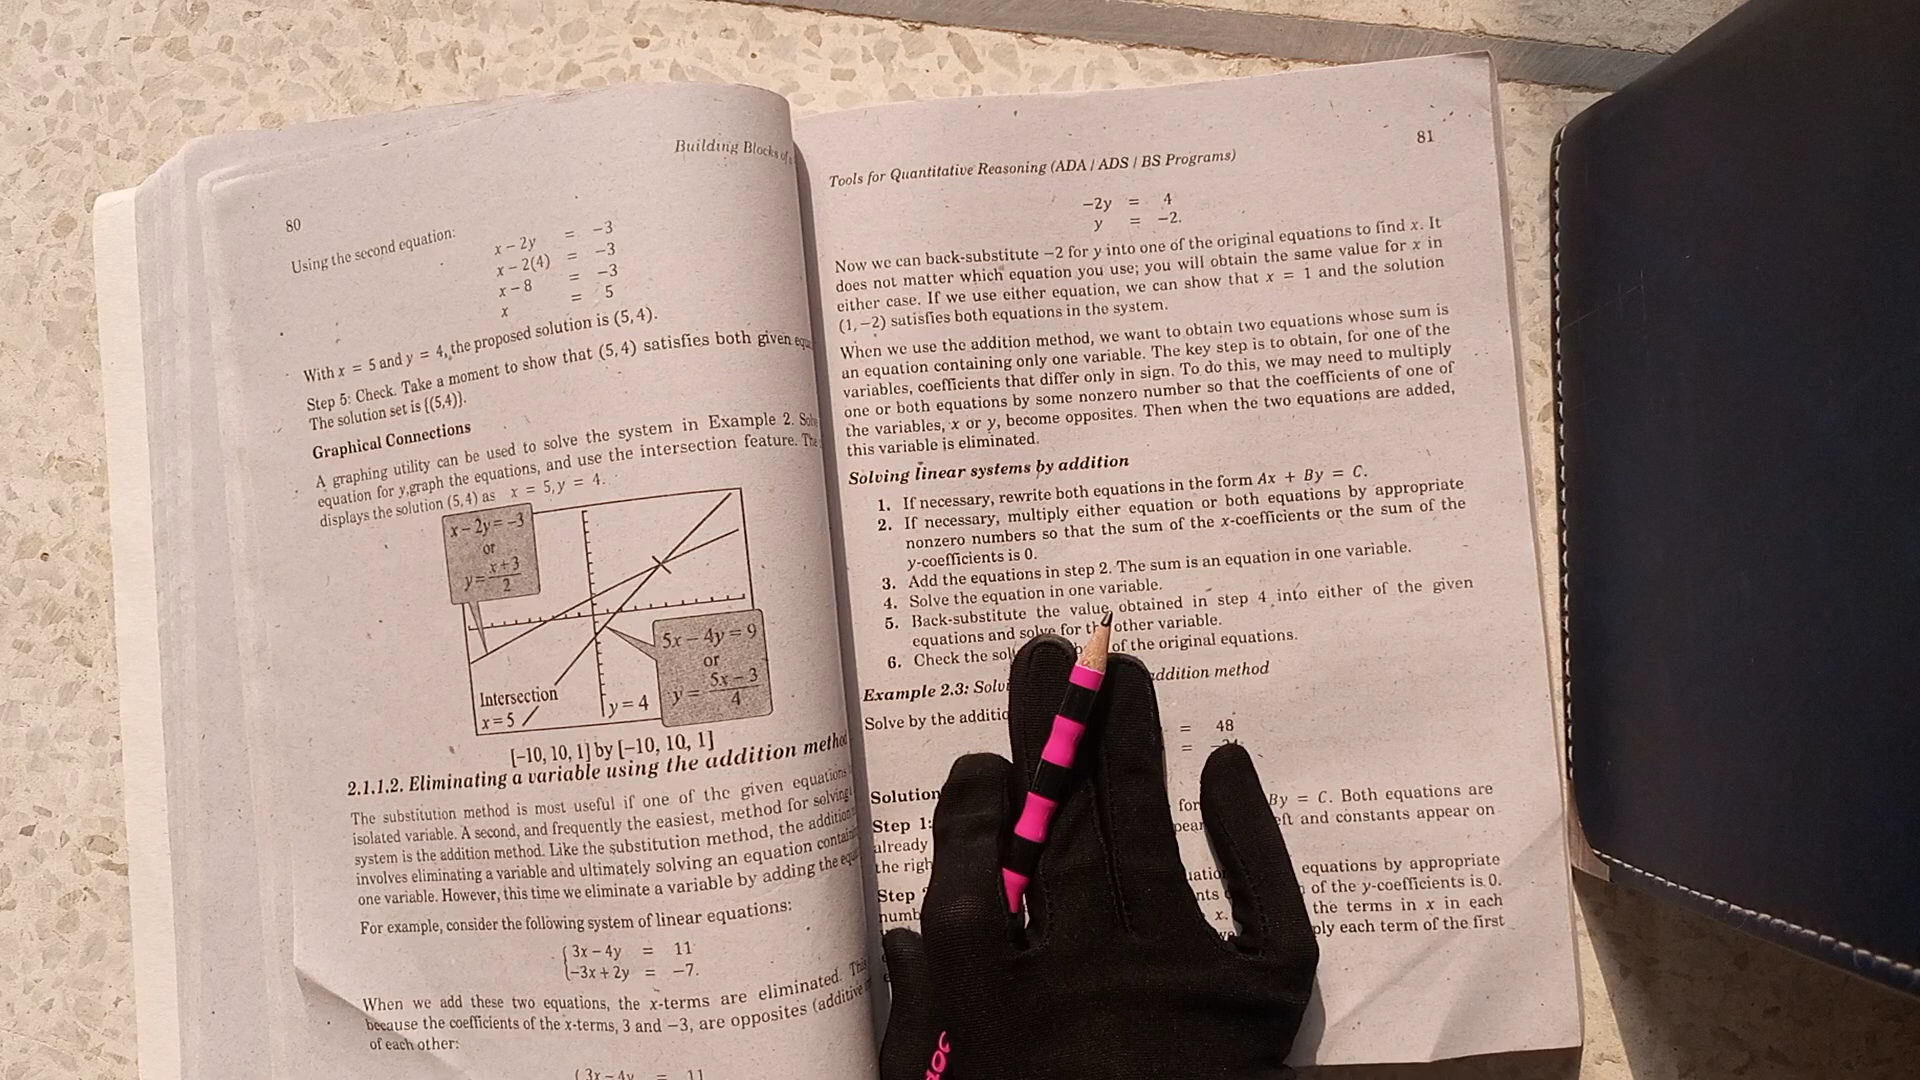 Building Blocks of
80
Using the second equation:
x – 2y = –3
x – 2(4) = –3
x – 8 = –3
x = 5
With x = 5 and y = 4, the proposed solution is (5, 4).
Step 5: Check. Take a moment to show that (5, 4) satisfies both given
The solution set is {(5,4)}.
Graphical Connections
A graphing utility can be used to solve the system in Example 2.
equation for y,graph the equations, and use the intersection feature. The
displays the solution (5, 4) as x = 5, y = 4.
x – 2y = –3
or
y = x + 3 / 2
5x – 4y = 9
or
y = 5x – 3 / 4
Intersection
x = 5 y = 4
[–10, 10, 1] by [–10, 10, 1]
2.1.1.2. Eliminating a variable using the addition method
The substitution method is most useful if one of the given equations
isolated variable. A second, and frequently the easiest, method for solving
system is the addition method. Like the substitution method, the addition
involves eliminating a variable and ultimately solving an equation
one variable. However, this time we eliminate a variable by adding the
For example, consider the following system of linear equations:
3x – 4y = 11
–3x + 2y = –7.
When we add these two equations, the x-terms are eliminated. This
because the coefficients of the x-terms, 3 and –3, are opposites (additive
of each other:
3x – 4y = 11
81
Tools for Quantitative Reasoning (ADA / ADS / BS Programs)
–2y = 4
y = –2.
Now we can back-substitute –2 for y into one of the original equations to find x. It
does not matter which equation you use; you will obtain the same value for x in
either case. If we use either equation, we can show that x = 1 and the solution
(1, –2) satisfies both equations in the system.
When we use the addition method, we want to obtain two equations whose sum is
an equation containing only one variable. The key step is to obtain, for one of the
variables, coefficients that differ only in sign. To do this, we may need to multiply
one or both equations by some nonzero number so that the coefficients of one of
the variables, x or y, become opposites. Then when the two equations are added,
this variable is eliminated.
Solving linear systems by addition
1. If necessary, rewrite both equations in the form Ax + By = C.
2. If necessary, multiply either equation or both equations by appropriate
nonzero numbers so that the sum of the x-coefficients or the sum of the
y-coefficients is 0.
3. Add the equations in step 2. The sum is an equation in one variable.
4. Solve the equation in one variable.
5. Back-substitute the value obtained in step 4 into either of the given
equations and solve for the other variable.
6. Check the of the original equations.
Example 2.3: addition method
Solve by the
= 48
=
Solution
Step 1: By = C. Both equations are
already and constants appear on
the
Step equations by appropriate
of the y-coefficients is 0.
x. the terms in x in each
each term of the first